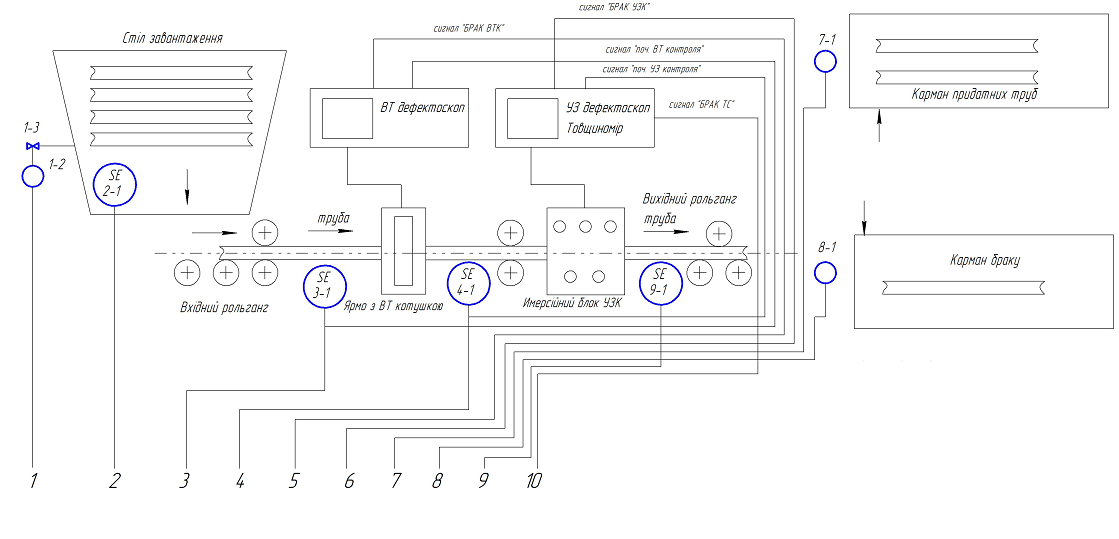 сигнал "БРАК УЗК"
сигнал "БРАК ВТК"
Стіл завантаження
сигнал "поч. ВТ контроля"
7-1
сигнал "поч. УЗ контроля"
ВТ дефектоскоп
УЗ дефектоскоп
Товщиномір
сигнал "БРАК ТС"
Карман придатних труб
1-3
1-2
SE
2-1
труба
Вихідний рольганг
труба
8-1
Карман браку
SE
3-1
SE
4-1
SE
9-1
Вхідний рольганг
Ярмо з ВТ котушкою
Имерсійний блок УЗК
1
2
3
4
5
6
7
8
9
10